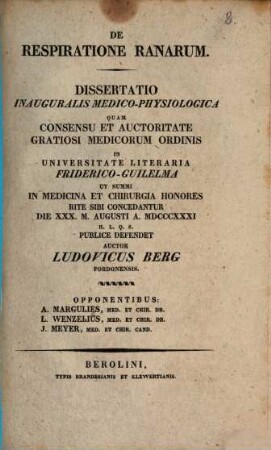 8.
DE
RESPIRATIONE RANARUM.
DISSERTATIO
INAUGURALIS MEDICO-PHYSIOLOGICA
QUAM
CONSENSU ET AUCTORITATE
GRATIOSI MEDICORUM ORDINIS
IN
UNIVERSITATE LITERARIA
FRIDERICO-GUILELMA
UT SUMMI
IN MEDICINA ET CHIRURGIA HONORES
RITE SIBI CONCEDANTUR
DIE XXX. M. AUGUSTI A. MDCCCXXXI
H. L. Q. S.
PUBLICE DEFENDET
AUCTOR
LUDOVICUS BERG
FORDONENSIS.
OPPONENTIBUS:
A. MARGULIES, MED. ET CHIR. DR.
L. WENZELIUS, MED. ET CHIR. DR.
J. MEYER, MED. ET CHIR. CAND.
BEROLINI,
TYPIS BRANDESIANIS ET KLEWERTIANIS.